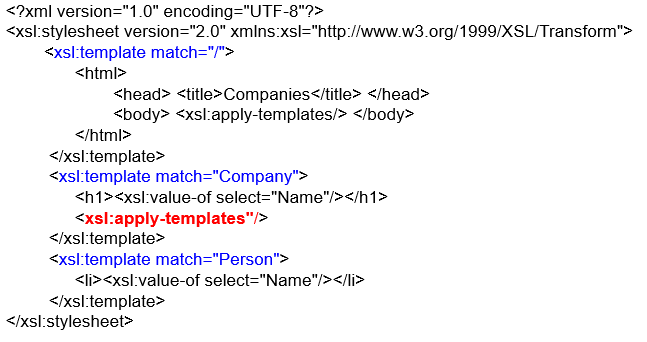 <?xml version="1.0" encoding="UTF-8"?>
<xsl:stylesheet version="2.0" xmlns:xsl="http://www.w3.org/1999/XSL/Transform">
<xsl:template match="/">
<html>
<head> <title>Companies</title> </head>
<body> <xsl:apply-templates/> </body>
</html>
</xsl:template>
<xsl:template match="Company">
<h1><xsl:value-of select="Name"/></h1>
<xsl:apply-templates"/>
</xsl:template>
<xsl:template match="Person">
<li><xsl:value-of select="Name"/></li>
</xsl:template>
</xsl:stylesheet>